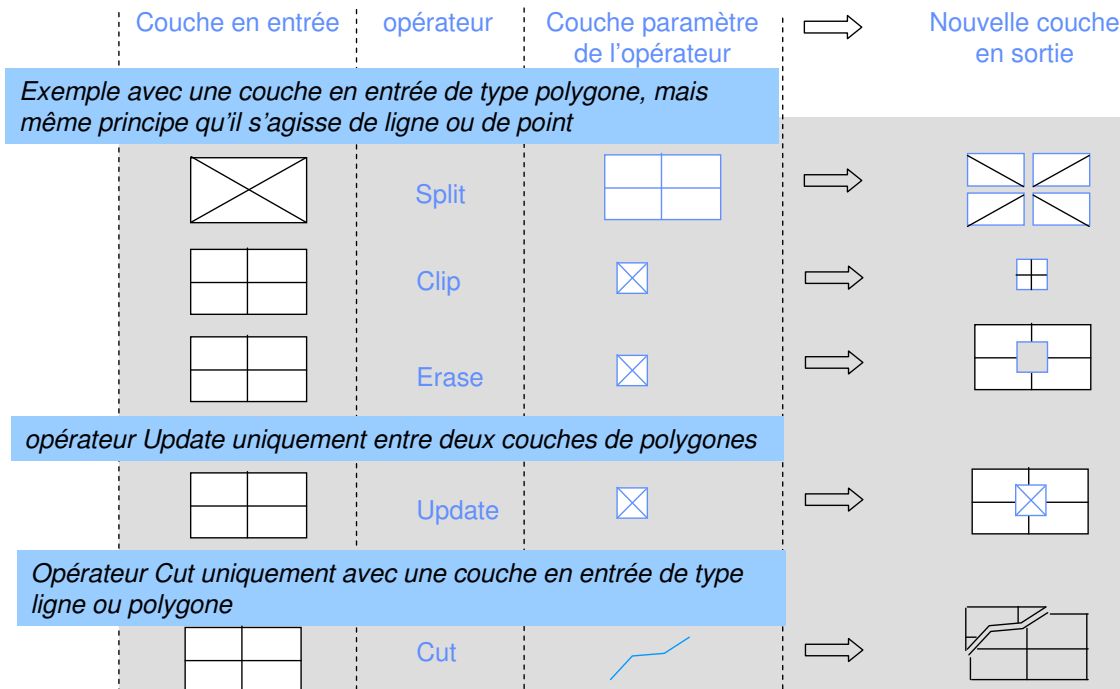 Couche en entrée
opérateur
Couche paramètre
de l'opérateur
Nouvelle couche
en sortie
Exemple avec une couche en entrée de type polygone, mais
même principe qu'il s'agisse de ligne ou de point
Split
Clip
Erase
opérateur Update uniquement entre deux couches de polygones
Update
Opérateur Cut uniquement avec une couche en entrée de type
ligne ou polygone
Cut